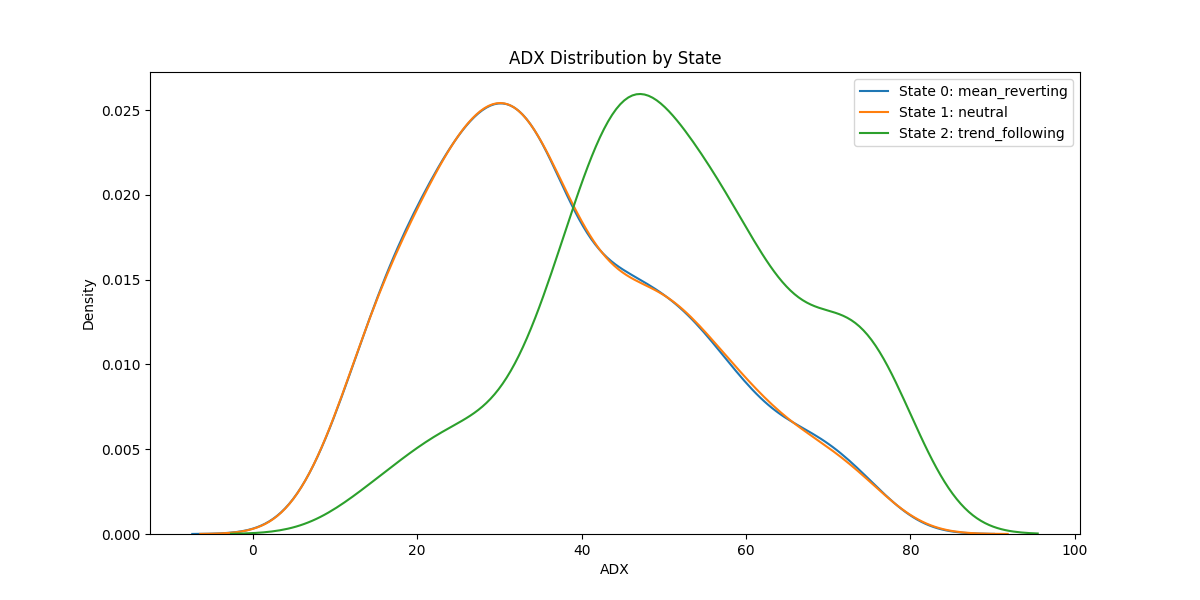 ADX Distribution by State
State 0: mean_reverting
State 1: neutral
State 2: trend_following
Density
0.025
0.020
0.015
0.010
0.005
0.000
0 20 40 60 80 100
ADX